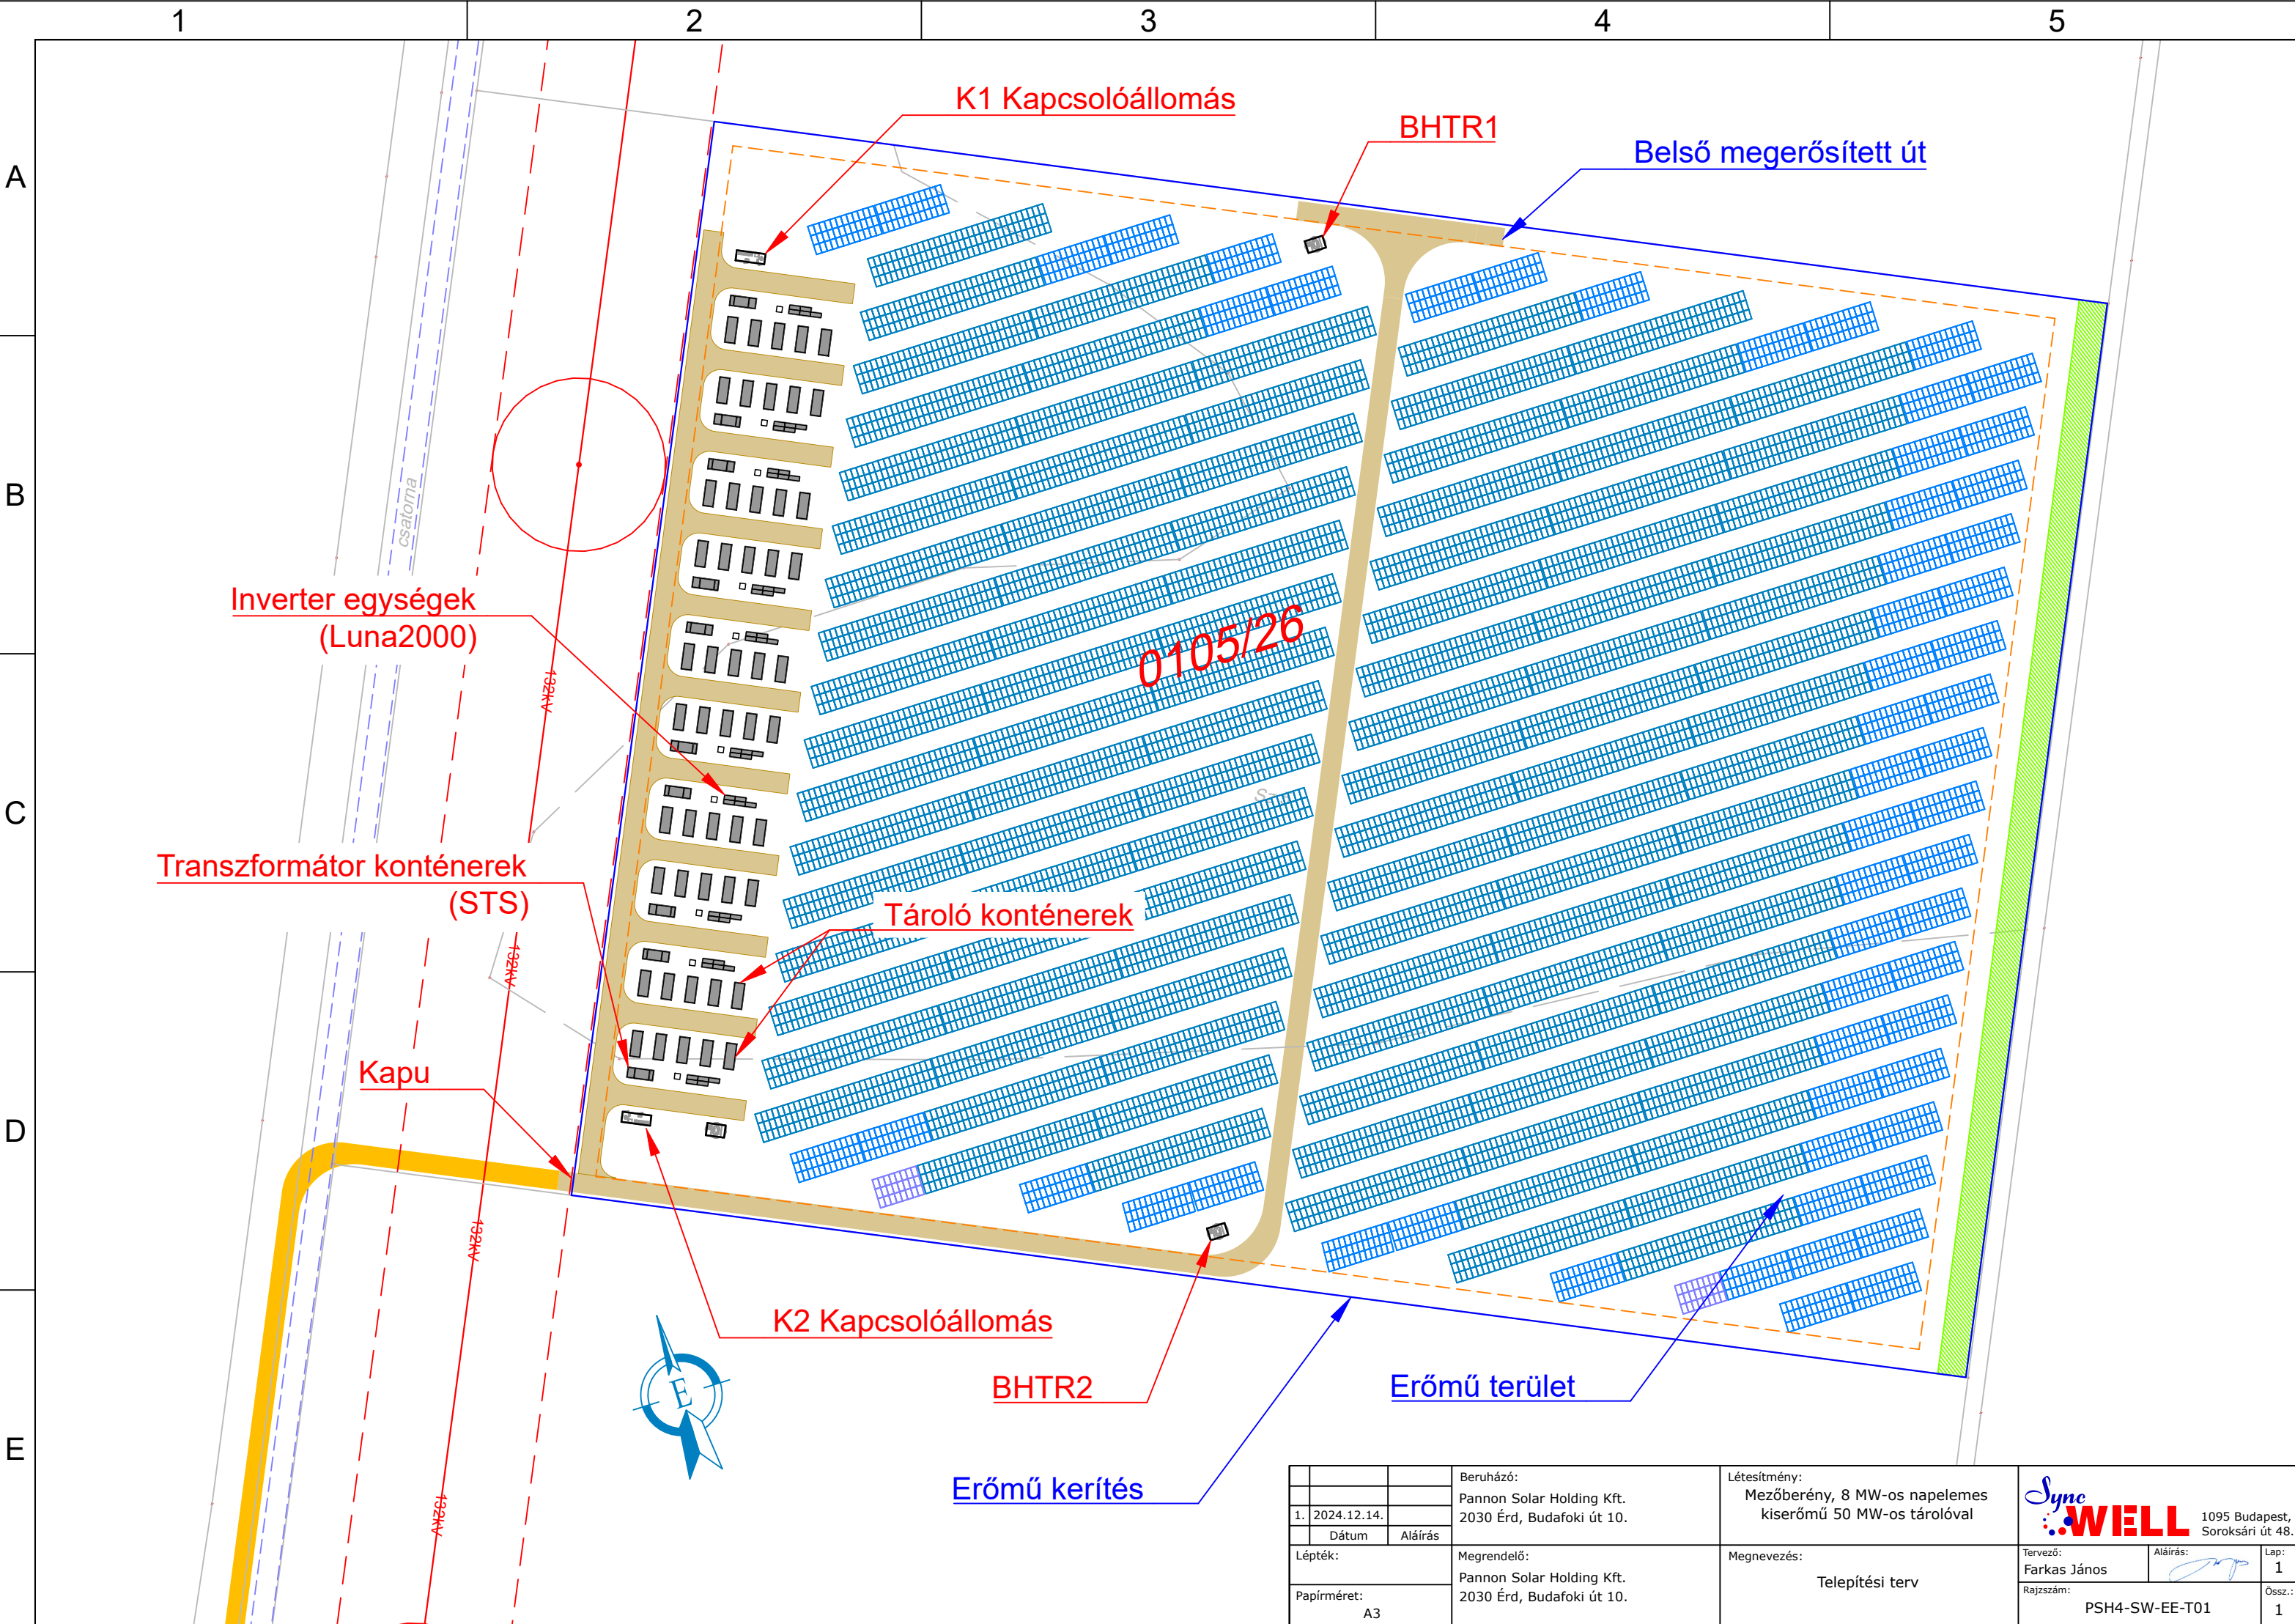 1 2 3 4 5
A
B
C
D
E
K1 Kapcsolóállomás
BHTR1
Belső megerősített út
csatorna
Inverter egységek
(Luna2000)
132kV
0105/26
Transzformátor konténerek
(STS)
Tároló konténerek
132kV
Kapu
132kV
K2 Kapcsolóállomás
BHTR2
Erőmű terület
Erőmű kerítés
E
132kV
1. 2024.12.14.
Dátum Aláírás
Lépték:
Papírméret:
A3
Beruházó:
Pannon Solar Holding Kft.
2030 Érd, Budafoki út 10.
Megrendelő:
Pannon Solar Holding Kft.
2030 Érd, Budafoki út 10.
Létesítmény:
Mezőberény, 8 MW-os napelemes
kiserőmű 50 MW-os tárolóval
Megnevezés:
Telepítési terv
Sync
WELL
1095 Budapest,
Soroksári út 48.
Tervező:
Farkas János
Aláírás:
Lap:
1
Rajzszám:
PSH4-SW-EE-T01
Össz.:
1